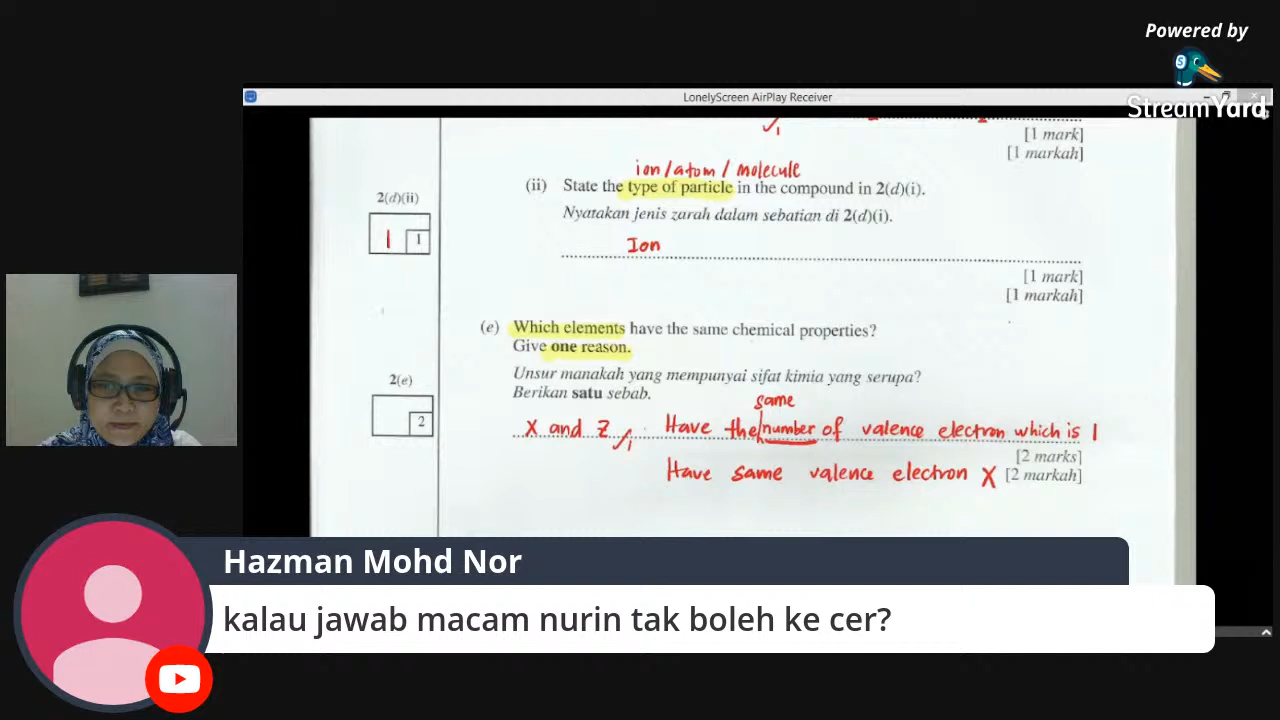 Powered by
StreamYard
LonelyScreen AirPlay Receiver
[1 mark]
[1 markah]
ion/atom/molecule
(ii) State the type of particle in the compound in 2(d)(i).
Nyatakan jenis zarah dalam sebatian di 2(d)(i).
2(d)(ii)
1
1
Ion
[1 mark]
[1 markah]
(e) Which elements have the same chemical properties?
Give one reason.
Unsur manakah yang mempunyai sifat kimia yang serupa?
Berikan satu sebab.
2(e)
2
same
X and Z /1 Have the number of valence electron which is 1
[2 marks]
Have same valence electron X [2 markah]
Hazman Mohd Nor
kalau jawab macam nurin tak boleh ke cer?